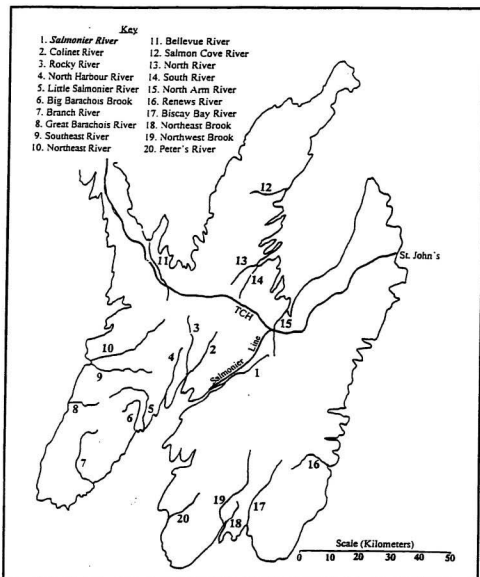 Key
1. Salmonier River
2. Colinet River
3. Rocky River
4. North Harbour River
5. Little Salmonier River
6. Big Barachois Brook
7. Branch River
8. Great Barachois River
9. Southeast River
10. Northeast River
11. Bellevue River
12. Salmon Cove River
13. North River
14. South River
15. North Arm River
16. Renews River
17. Biscay Bay River
18. Northeast Brook
19. Northwest Brook
20. Peter's River
12
St. John's
13
11
14
TCH
15
3
10
Salmonier Line
4
2
9
1
8
6
5
16
7
19
17
20
18
Scale (Kilometers)
0 10 20 30 40 50